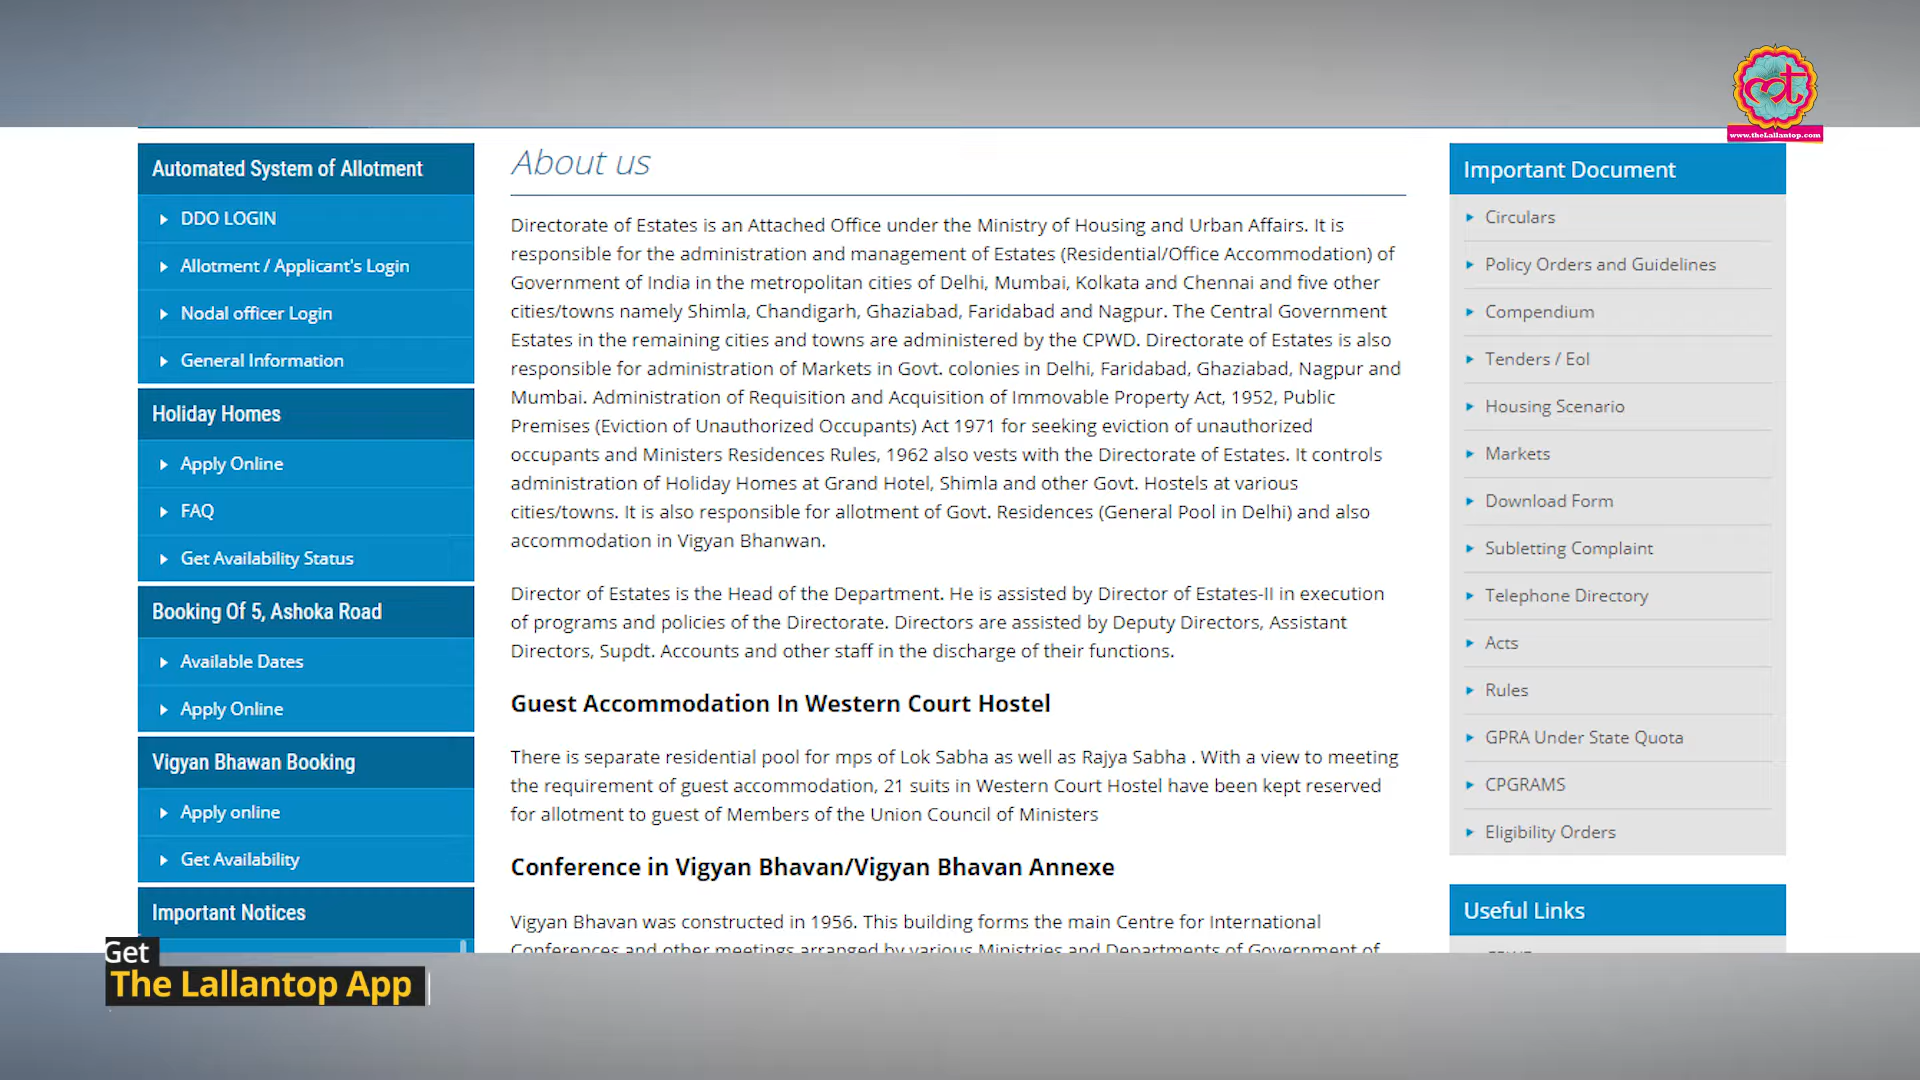 www.theLallantop.com
Automated System of Allotment
DDO LOGIN
Allotment / Applicant's Login
Nodal officer Login
General Information
Holiday Homes
Apply Online
FAQ
Get Availability Status
Booking Of 5, Ashoka Road
Available Dates
Apply Online
Vigyan Bhawan Booking
Apply online
Get Availability
Important Notices
About us
Directorate of Estates is an Attached Office under the Ministry of Housing and Urban Affairs. It is
responsible for the administration and management of Estates (Residential/Office Accommodation) of
Government of India in the metropolitan cities of Delhi, Mumbai, Kolkata and Chennai and five other
cities/towns namely Shimla, Chandigarh, Ghaziabad, Faridabad and Nagpur. The Central Government
Estates in the remaining cities and towns are administered by the CPWD. Directorate of Estates is also
responsible for administration of Markets in Govt. colonies in Delhi, Faridabad, Ghaziabad, Nagpur and
Mumbai. Administration of Requisition and Acquisition of Immovable Property Act, 1952, Public
Premises (Eviction of Unauthorized Occupants) Act 1971 for seeking eviction of unauthorized
occupants and Ministers Residences Rules, 1962 also vests with the Directorate of Estates. It controls
administration of Holiday Homes at Grand Hotel, Shimla and other Govt. Hostels at various
cities/towns. It is also responsible for allotment of Govt. Residences (General Pool in Delhi) and also
accommodation in Vigyan Bhanwan.
Director of Estates is the Head of the Department. He is assisted by Director of Estates-II in execution
of programs and policies of the Directorate. Directors are assisted by Deputy Directors, Assistant
Directors, Supdt. Accounts and other staff in the discharge of their functions.
Guest Accommodation In Western Court Hostel
There is separate residential pool for mps of Lok Sabha as well as Rajya Sabha . With a view to meeting
the requirement of guest accommodation, 21 suits in Western Court Hostel have been kept reserved
for allotment to guest of Members of the Union Council of Ministers
Conference in Vigyan Bhavan/Vigyan Bhavan Annexe
Vigyan Bhavan was constructed in 1956. This building forms the main Centre for International
Conferences and other meetings arranged by various Ministries and Departments of Government of
Important Document
Circulars
Policy Orders and Guidelines
Compendium
Tenders / EoI
Housing Scenario
Markets
Download Form
Subletting Complaint
Telephone Directory
Acts
Rules
GPRA Under State Quota
CPGRAMS
Eligibility Orders
Useful Links
Get
The Lallantop App